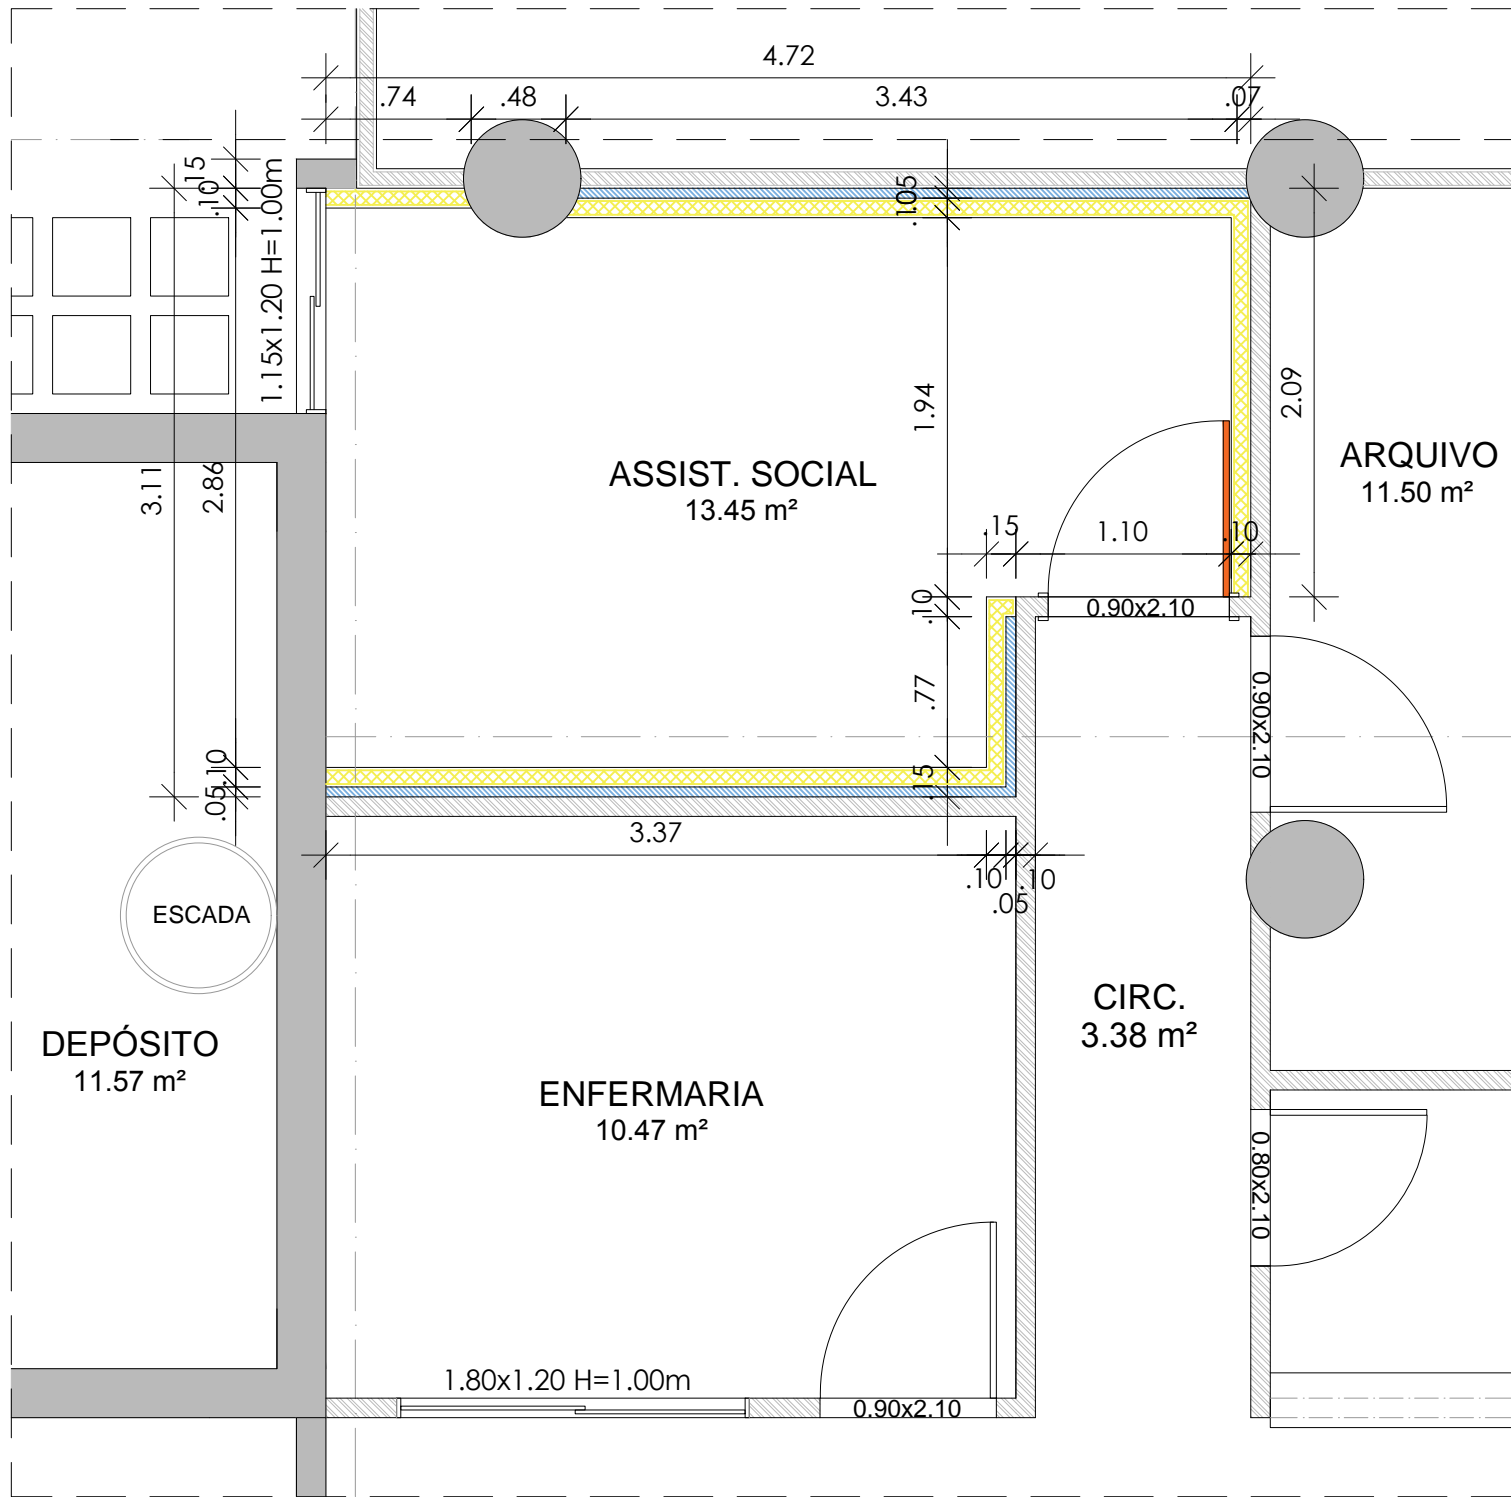 4.72
.74
.48
3.43
.07
.15
.10
1.15x1.20 H=1.00m
.05
.10
1.94
2.09
3.11
2.86
ASSIST. SOCIAL
13.45 m²
ARQUIVO
11.50 m²
.15
1.10
.10
.10
0.90x2.10
.77
0.90x2.10
.10
.05
.15
3.37
.10
.10
.05
ESCADA
DEPÓSITO
11.57 m²
CIRC.
3.38 m²
ENFERMARIA
10.47 m²
0.80x2.10
1.80x1.20 H=1.00m
0.90x2.10